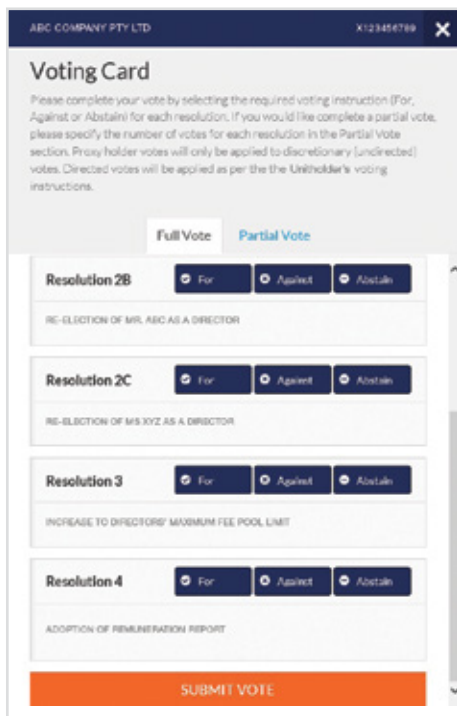 ABC COMPANY PTY LTD X123456789
Voting Card
Please complete your vote by selecting the required voting instruction (For,
Against or Abstain) for each resolution. If you would like complete a partial vote,
please specify the number of votes for each resolution in the Partial Vote
section. Proxy holder votes will only be applied to discretionary (undirected)
votes. Directed votes will be applied as per the the Unitholder's voting
instructions.
Full Vote Partial Vote
Resolution 2B For Against Abstain
RE-ELECTION OF MR. ABC AS A DIRECTOR
Resolution 2C For Against Abstain
RE-ELECTION OF MS XYZ AS A DIRECTOR
Resolution 3 For Against Abstain
INCREASE TO DIRECTORS' MAXIMUM FEE POOL LIMIT
Resolution 4 For Against Abstain
ADOPTION OF REMUNERATION REPORT
SUBMIT VOTE